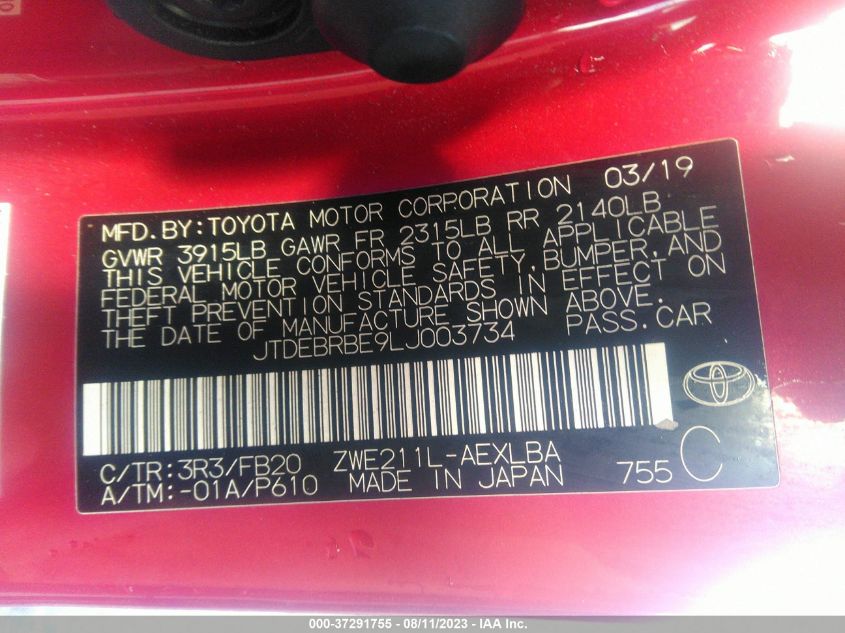 MFD.BY:TOYOTA MOTOR CORPORATION 03/19
GVWR 3915LB GAWR FR 2315LB RR 2140LB
THIS VEHICLE CONFORMS TO ALL APPLICABLE
FEDERAL MOTOR VEHICLE SAFETY,BUMPER,AND
THEFT PREVENTION STANDARDS IN EFFECT ON
THE DATE OF MANUFACTURE SHOWN ABOVE.
JTDEBRBE9LJ003734 PASS.CAR
C/TR:3R3/FB20 ZWE211L-AEXLBA
A/TM:-01A/P610 MADE IN JAPAN 755 C
000-37291755 - 08/11/2023 - IAA Inc.